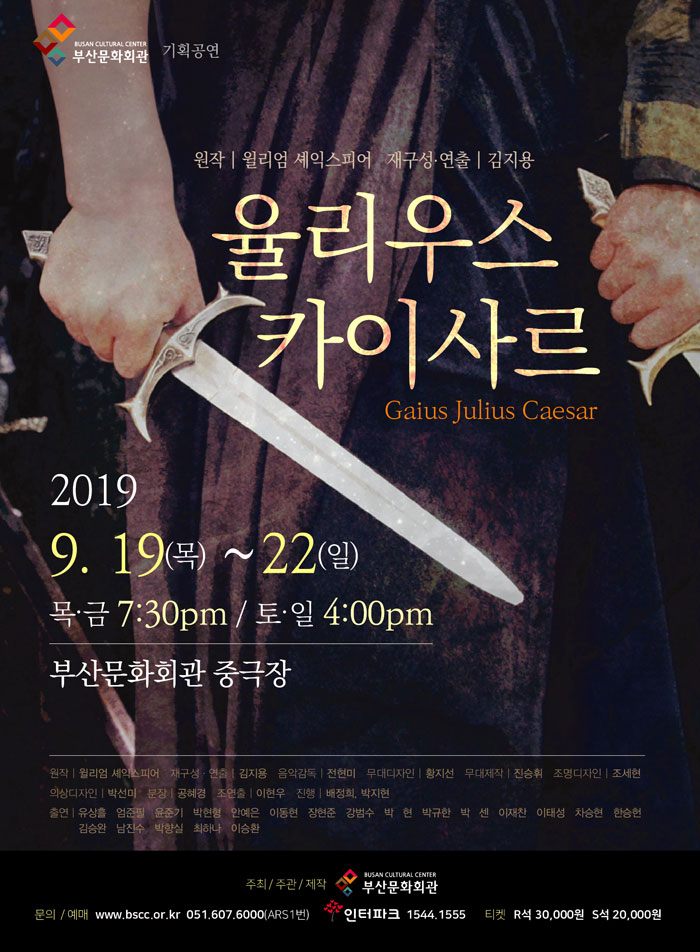 BUSAN CULTURAL CENTER
부산문화회관 기획공연
원작 | 윌리엄 셰익스피어 재구성·연출 | 김지용
율리우스
카이사르
Gaius Julius Caesar
2019
9. 19(목) ~ 22(일)
목·금 7:30pm / 토·일 4:00pm
부산문화회관 중극장
원작 | 윌리엄 셰익스피어 재구성 · 연출 | 김지용 음악감독 | 전현미 무대디자인 | 황지선 무대제작 | 진승휘 조명디자인 | 조세현
의상디자인 | 박선미 분장 | 공혜경 조연출 | 이현우 진행 | 배정희, 박지현
출연 | 유상흘 엄준필 윤준기 박현형 안예은 이동현 장현준 강범수 박 현 박규한 박 센 이재찬 이태성 차승현 한승헌
김승완 남진수 박향실 최하나 이승환
주최 / 주관 / 제작 BUSAN CULTURAL CENTER 부산문화회관
문의 / 예매 www.bscc.or.kr 051.607.6000(ARS1번) 인터파크 1544.1555 티켓 R석 30,000원 S석 20,000원